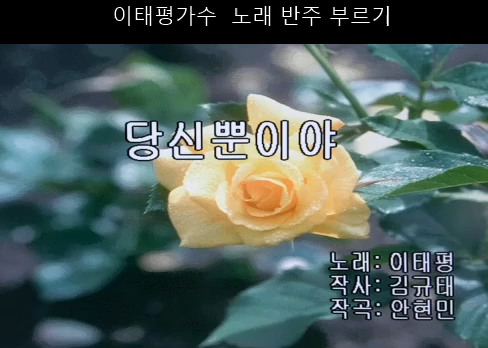 이태평가수 노래 반주 부르기
당신뿐이야
노래: 이태평
작사: 김규태
작곡: 안현민